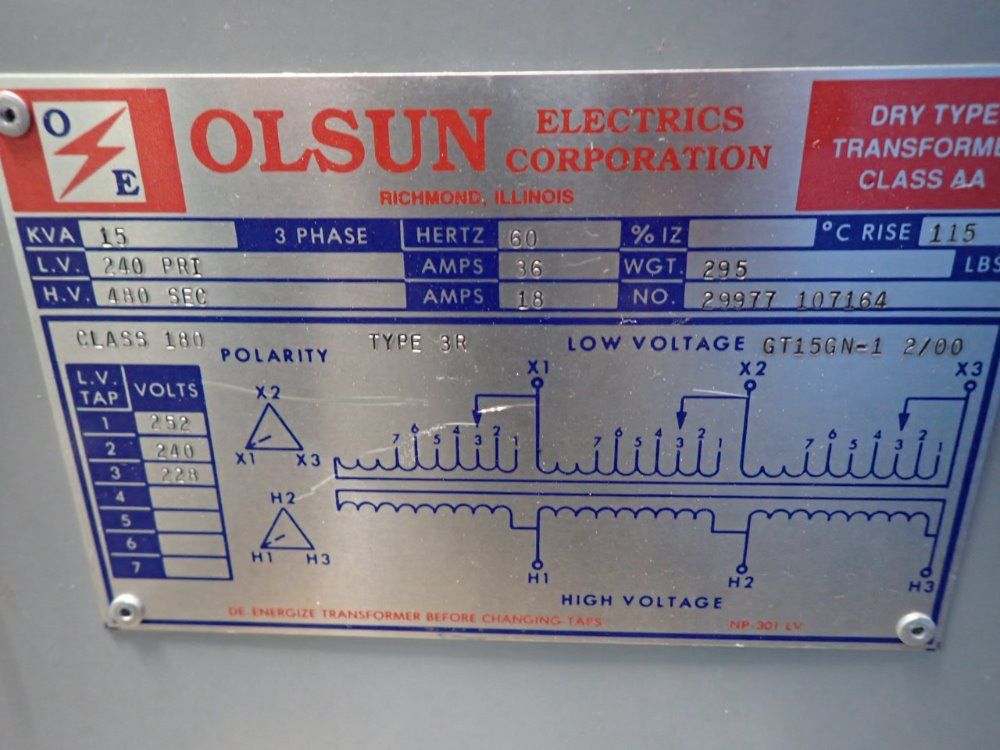 O E
OLSUN ELECTRICS CORPORATION
RICHMOND, ILLINOIS
DRY TYPE
TRANSFORME
CLASS AA
KVA 15 3 PHASE HERTZ 60 % IZ °C RISE 115
L.V. 240 PRI AMPS 36 WGT. 295 LBS
H.V. 480 SEC AMPS 18 NO. 29977 107164
CLASS 180 TYPE 3R LOW VOLTAGE GT15GN-1 2/00
POLARITY
L.V. TAP VOLTS
1 252
2 240
3 228
4
5
6
7
X2
X1 X3
H2
H1 H3
X1 X2 X3
7 6 5 4 3 2 1 7 6 5 4 3 2 1 7 6 5 4 3 2 1
H1 H2 H3
HIGH VOLTAGE
DE-ENERGIZE TRANSFORMER BEFORE CHANGING TAPS NP-301 LV